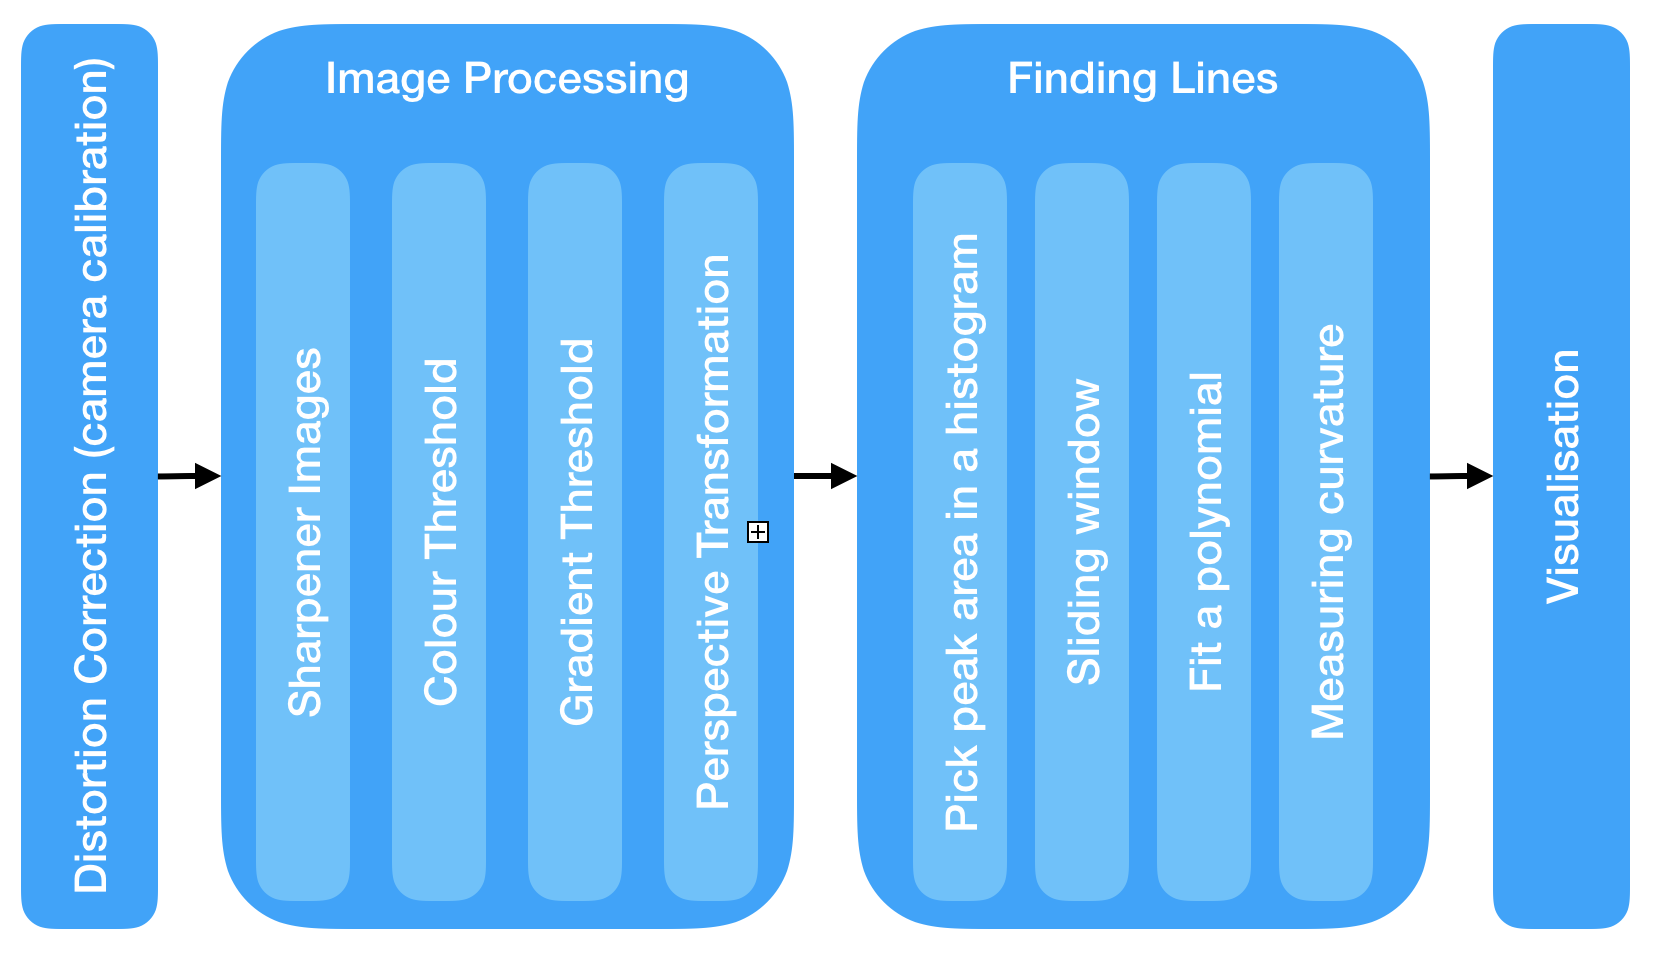 Distortion Correction (camera calibration)
Image Processing
Sharpener Images
Colour Threshold
Gradient Threshold
Perspective Transformation
Finding Lines
Pick peak area in a histogram
Sliding window
Fit a polynomial
Measuring curvature
Visualisation